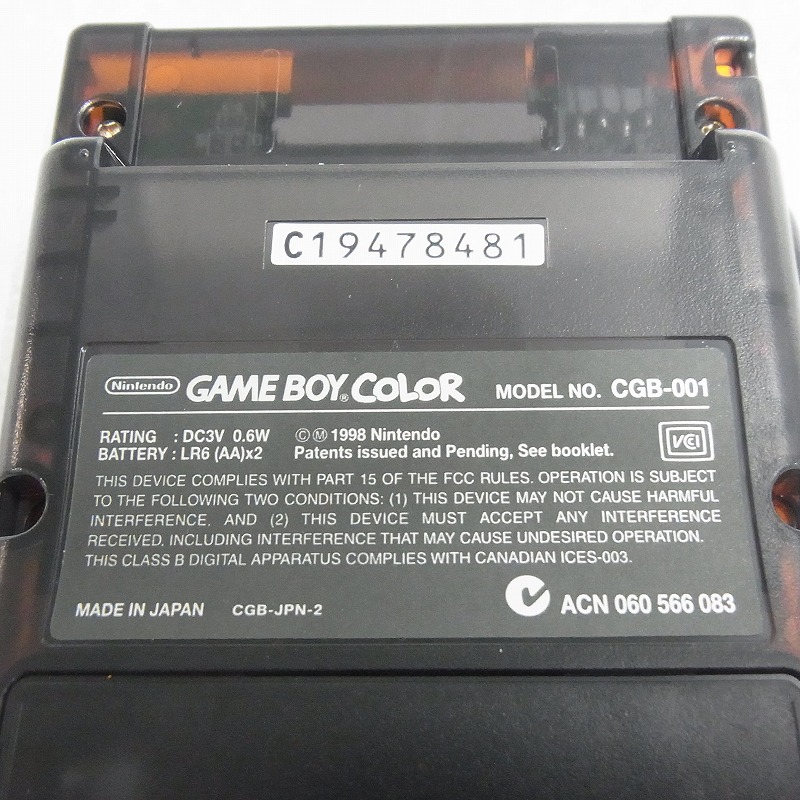 C19478481
Nintendo GAME BOY COLOR MODEL NO. CGB-001
RATING : DC3V 0.6W ©Ⓜ 1998 Nintendo
BATTERY : LR6 (AA)x2 Patents issued and Pending, See booklet.
VCI
THIS DEVICE COMPLIES WITH PART 15 OF THE FCC RULES. OPERATION IS SUBJECT
TO THE FOLLOWING TWO CONDITIONS: (1) THIS DEVICE MAY NOT CAUSE HARMFUL
INTERFERENCE, AND (2) THIS DEVICE MUST ACCEPT ANY INTERFERENCE
RECEIVED, INCLUDING INTERFERENCE THAT MAY CAUSE UNDESIRED OPERATION.
THIS CLASS B DIGITAL APPARATUS COMPLIES WITH CANADIAN ICES-003.
MADE IN JAPAN CGB-JPN-2 ACN 060 566 083